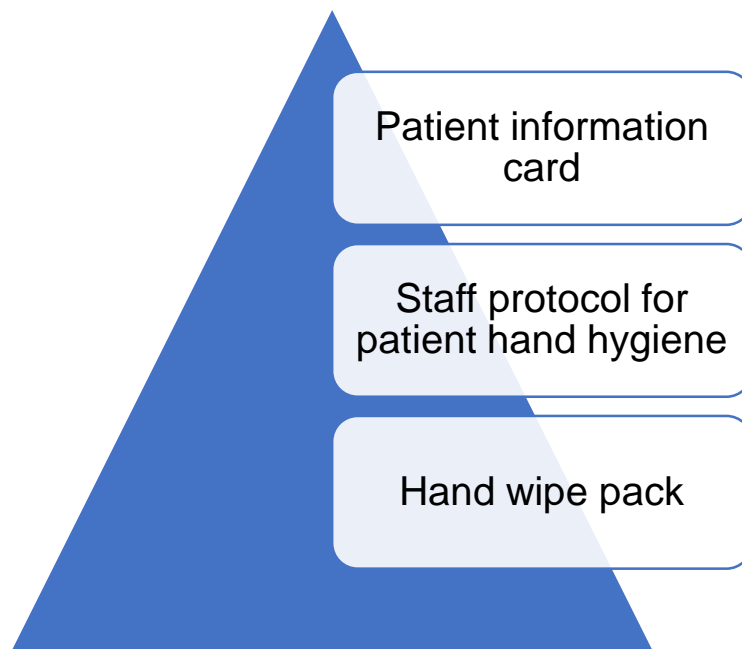 Patient information
card
Staff protocol for
patient hand hygiene
Hand wipe pack